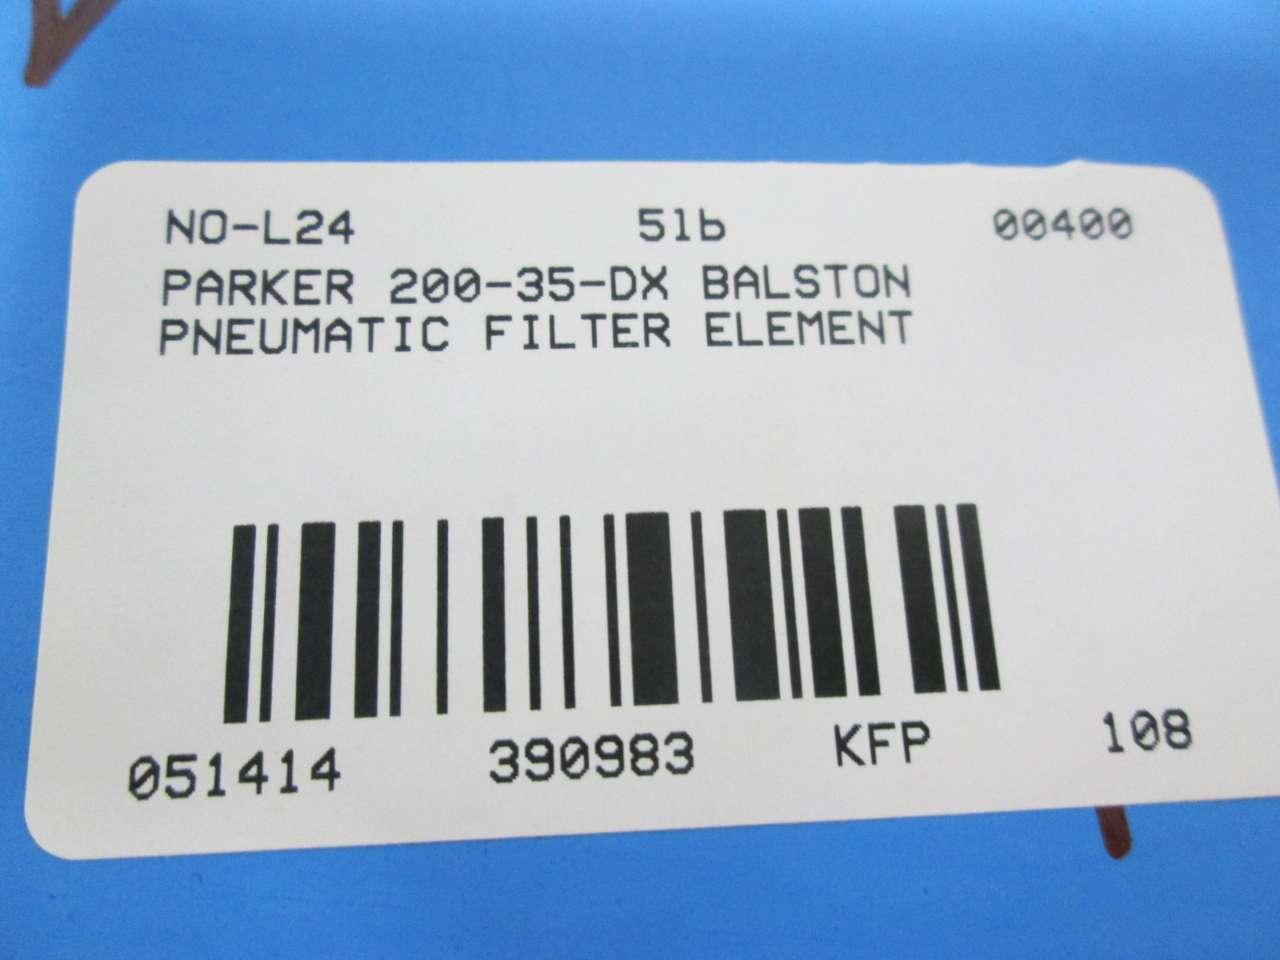 NO-L24 51b 00400
PARKER 200-35-DX BALSTON
PNEUMATIC FILTER ELEMENT
051414 390983 KFP 108